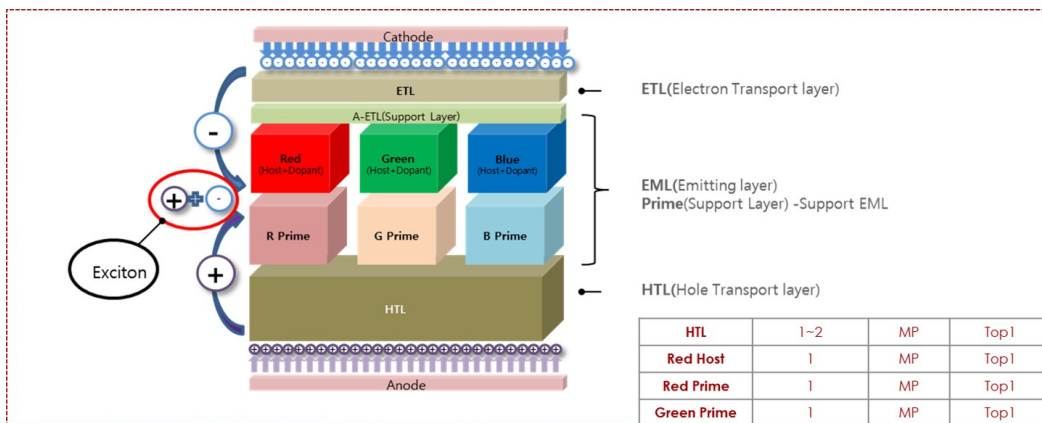 Cathode
ETL
A-ETL(Support Layer)
Red
(Host+Dopant)
Green
(Host+Dopant)
Blue
(Host+Dopant)
R Prime
G Prime
B Prime
HTL
Anode
-
+ + -
+
Exciton
ETL(Electron Transport layer)
EML(Emitting layer)
Prime(Support Layer) -Support EML
HTL(Hole Transport layer)
HTL 1~2 MP Top1
Red Host 1 MP Top1
Red Prime 1 MP Top1
Green Prime 1 MP Top1